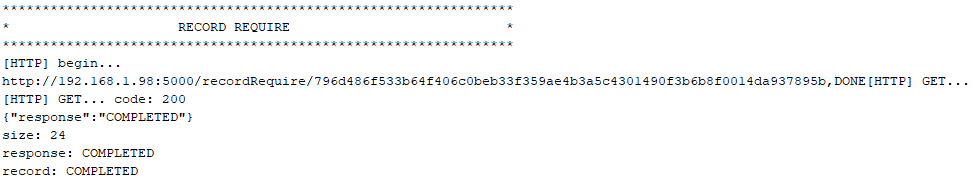 ****************************************************************
*                     RECORD REQUIRE                           *
****************************************************************
[HTTP] begin...
http://192.168.1.98:5000/recordRequire/796d486f533b64f406c0beb33f359ae4b3a5c4301490f3b6b8f0014da937895b,DONE[HTTP] GET...
[HTTP] GET... code: 200
{"response":"COMPLETED"}
size: 24
response: COMPLETED
record: COMPLETED